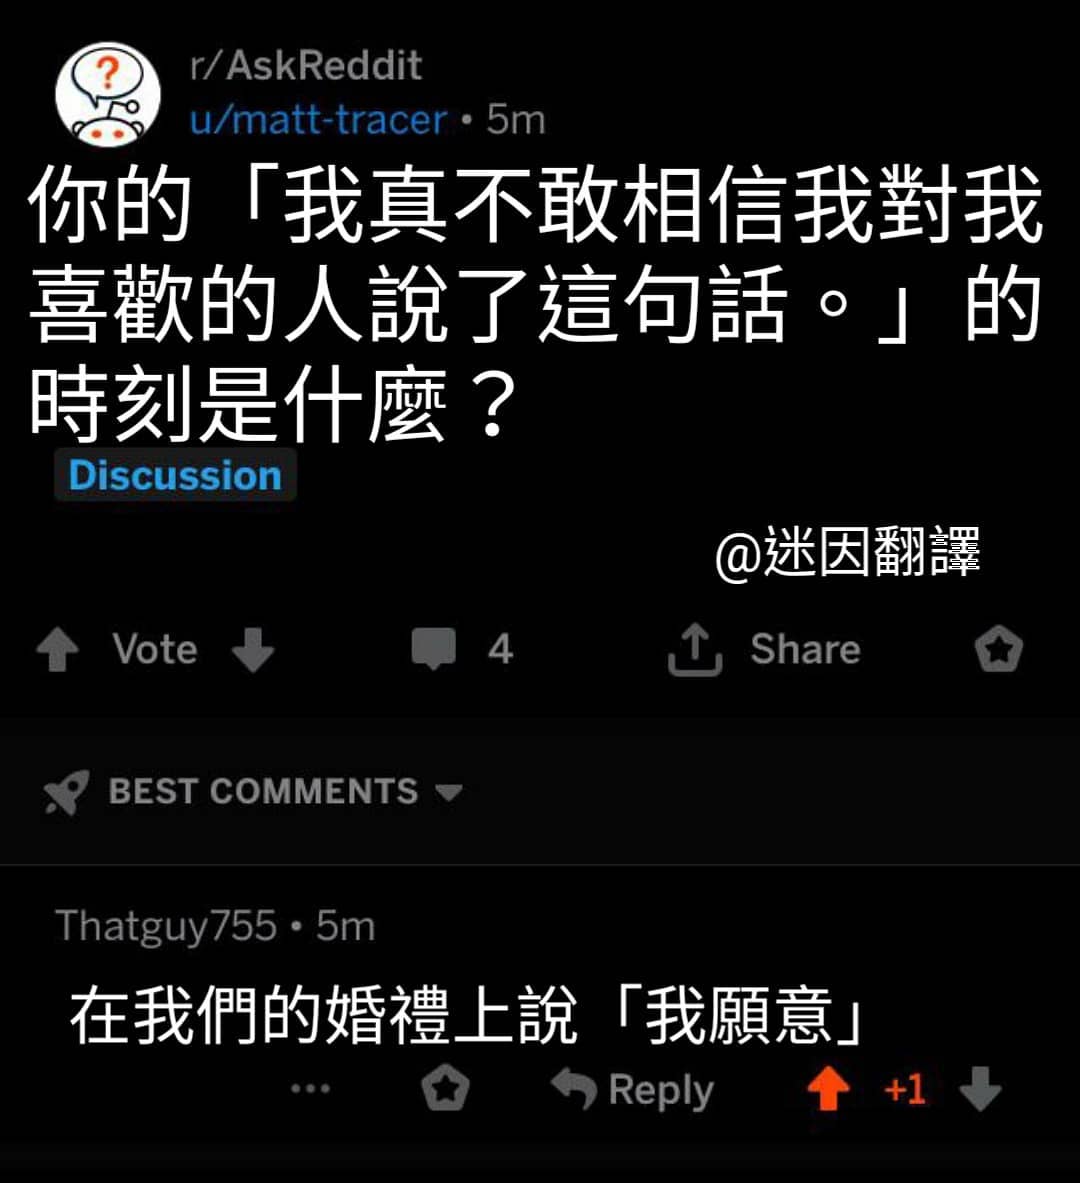 r/AskReddit
u/matt-tracer • 5m
你的「我真不敢相信我對我
喜歡的人說了這句話。」的
時刻是什麼？
Discussion
@迷因翻譯
Vote 4 Share
BEST COMMENTS
Thatguy755 • 5m
在我們的婚禮上說「我願意」
... Reply +1